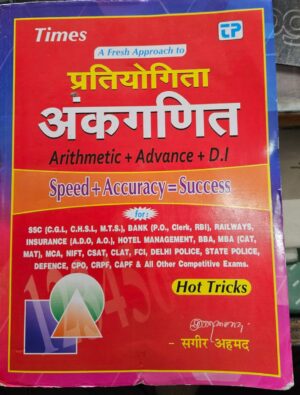 Times
TP
A Fresh Approach to
प्रतियोगिता
अंकगणित
Arithmetic + Advance + D.I
Speed + Accuracy = Success
for:
SSC (C.G.L, C.H.S.L, M.T.S.), BANK (P.O., Clerk, RBI), RAILWAYS,
INSURANCE (A.D.O, A.O.), HOTEL MANAGEMENT, BBA, MBA (CAT,
MAT), MCA, NIFT, CSAT, CLAT, FCI, DELHI POLICE, STATE POLICE,
DEFENCE, CPO, CRPF, CAPF & All Other Competitive Exams.
Hot Tricks
- सगीर अहमद